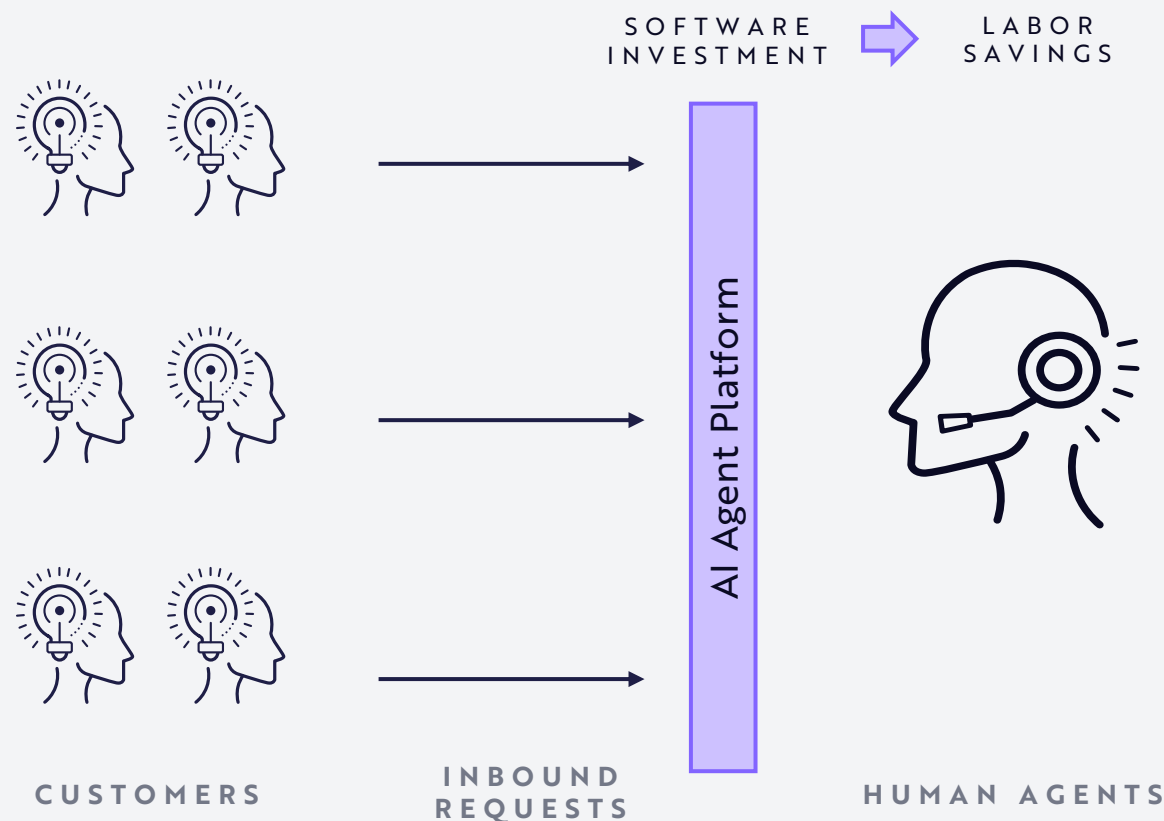 SOFTWARE
INVESTMENT
LABOR
SAVINGS
AI Agent Platform
CUSTOMERS
INBOUND
REQUESTS
HUMAN AGENTS